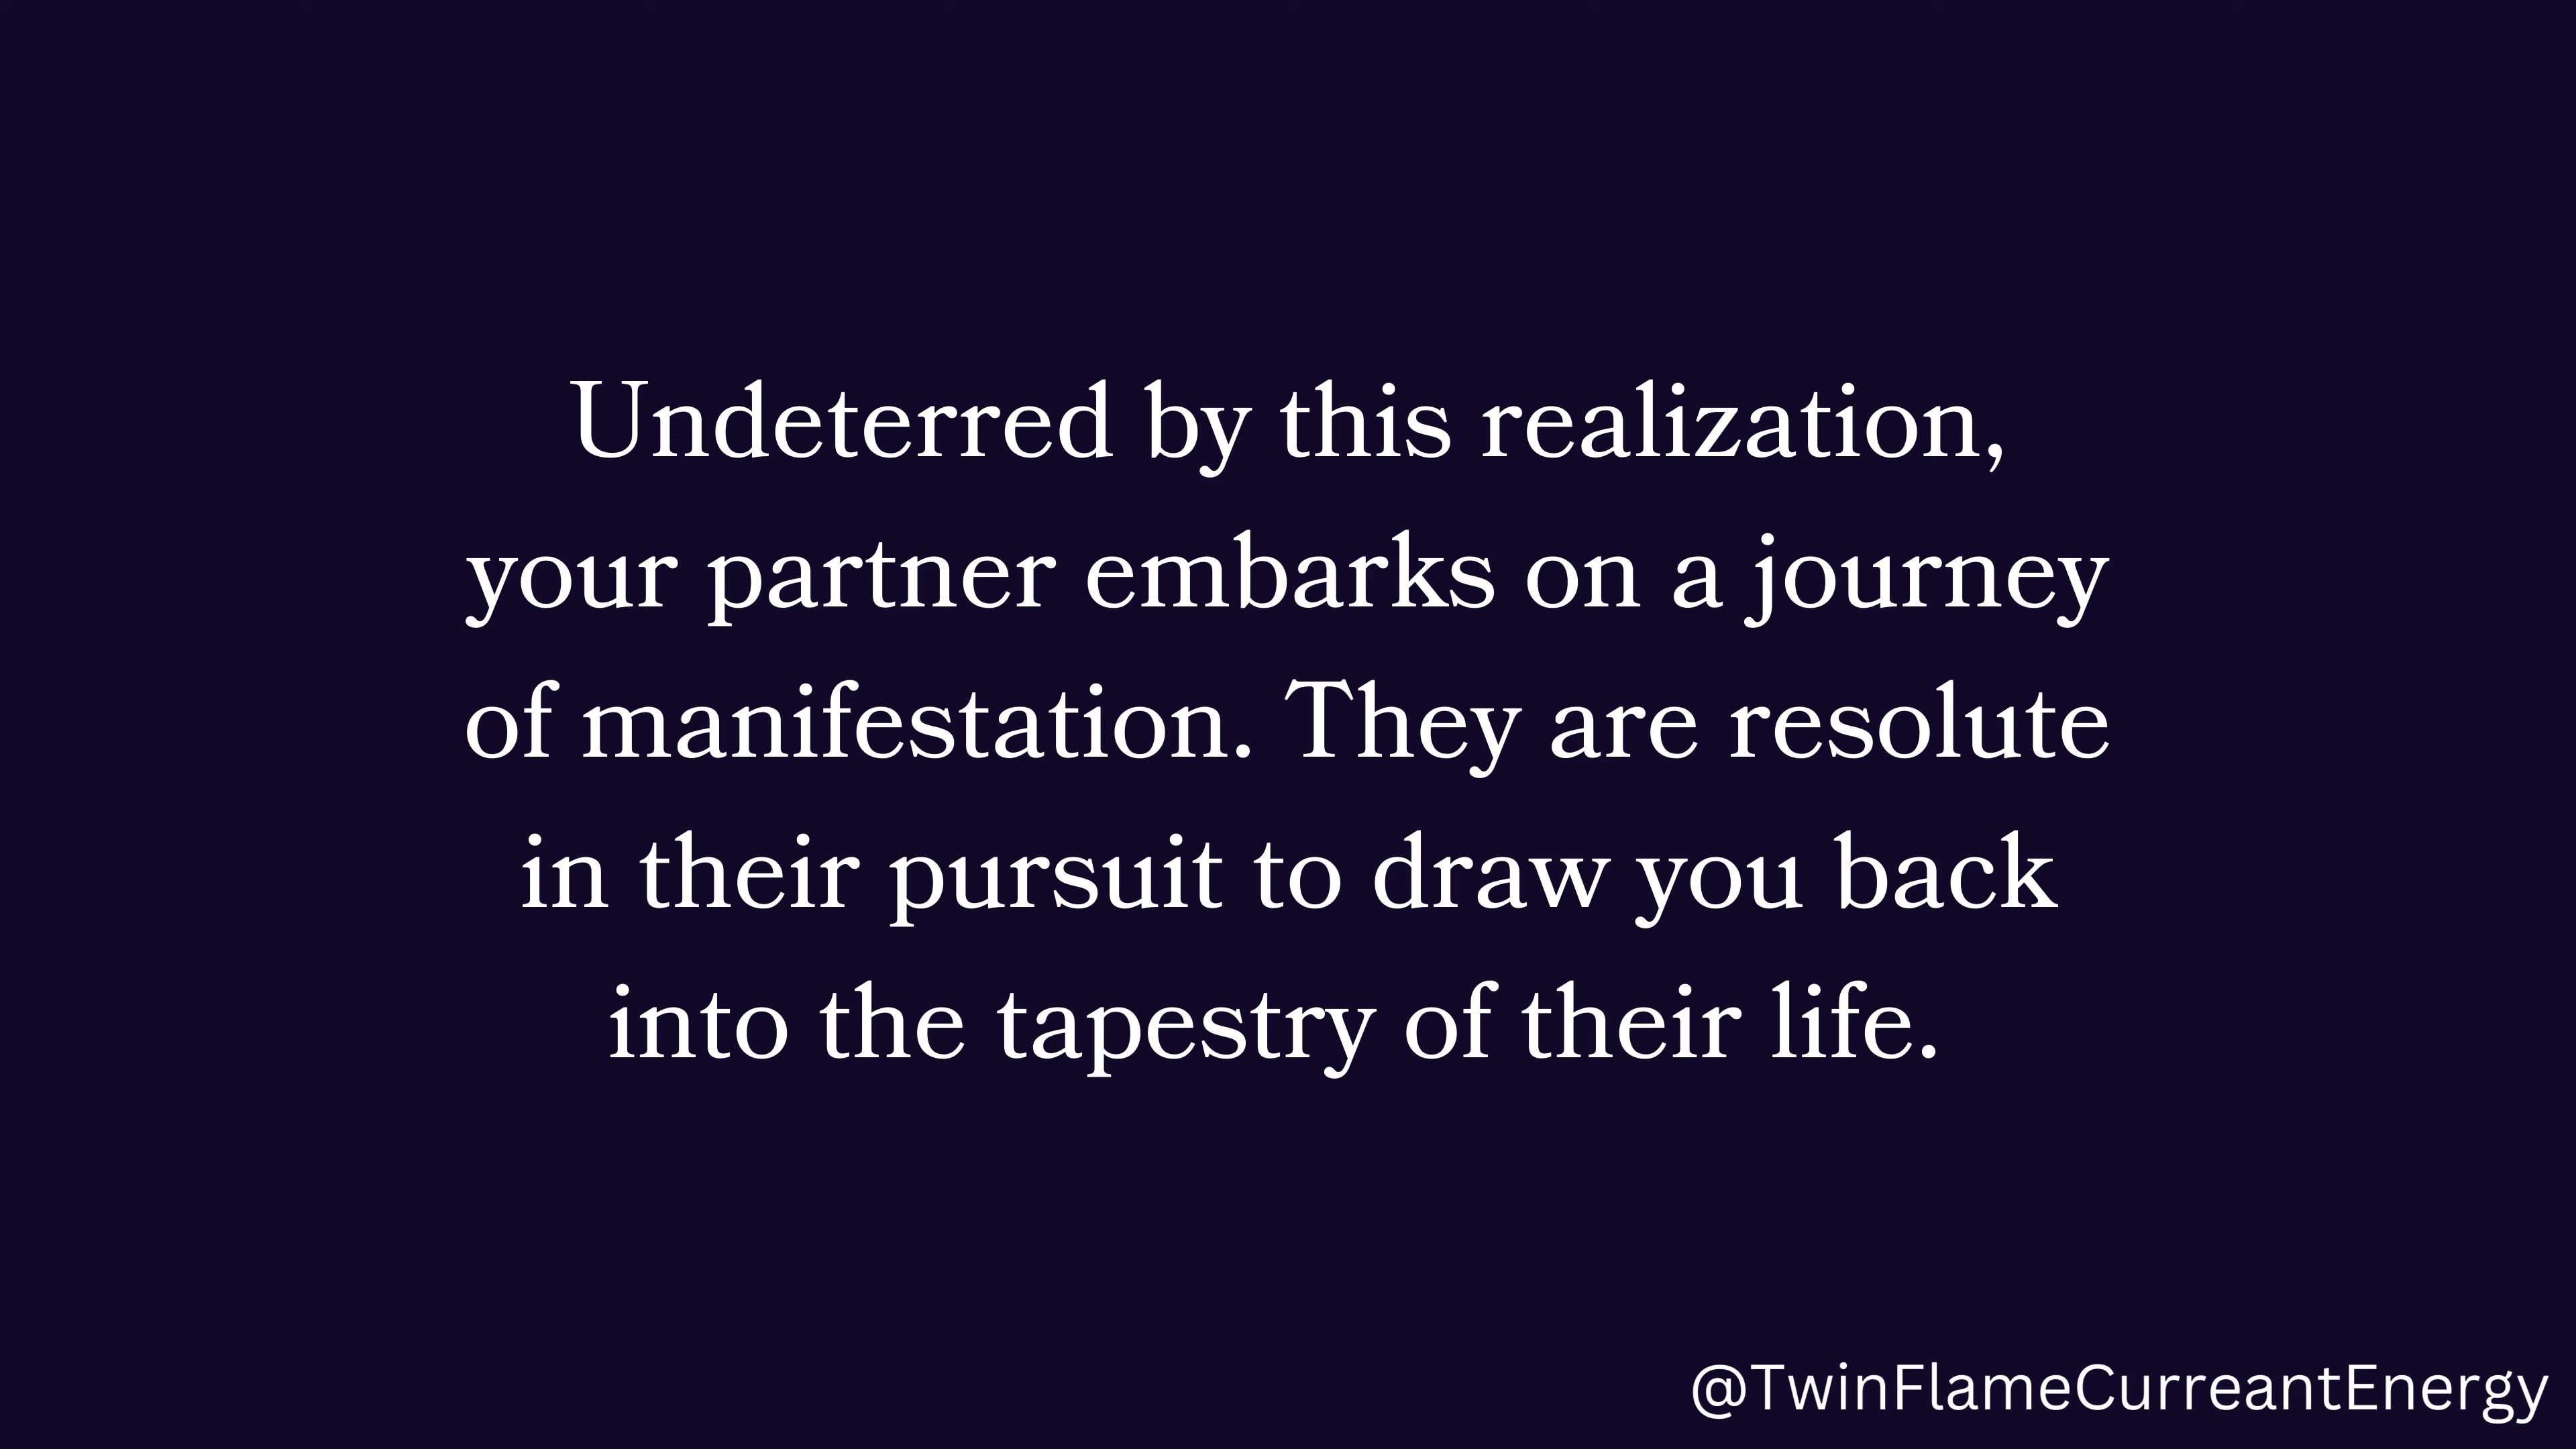 Undeterred by this realization,
your partner embarks on a journey
of manifestation. They are resolute
in their pursuit to draw you back
into the tapestry of their life.
@TwinFlameCurreantEnergy